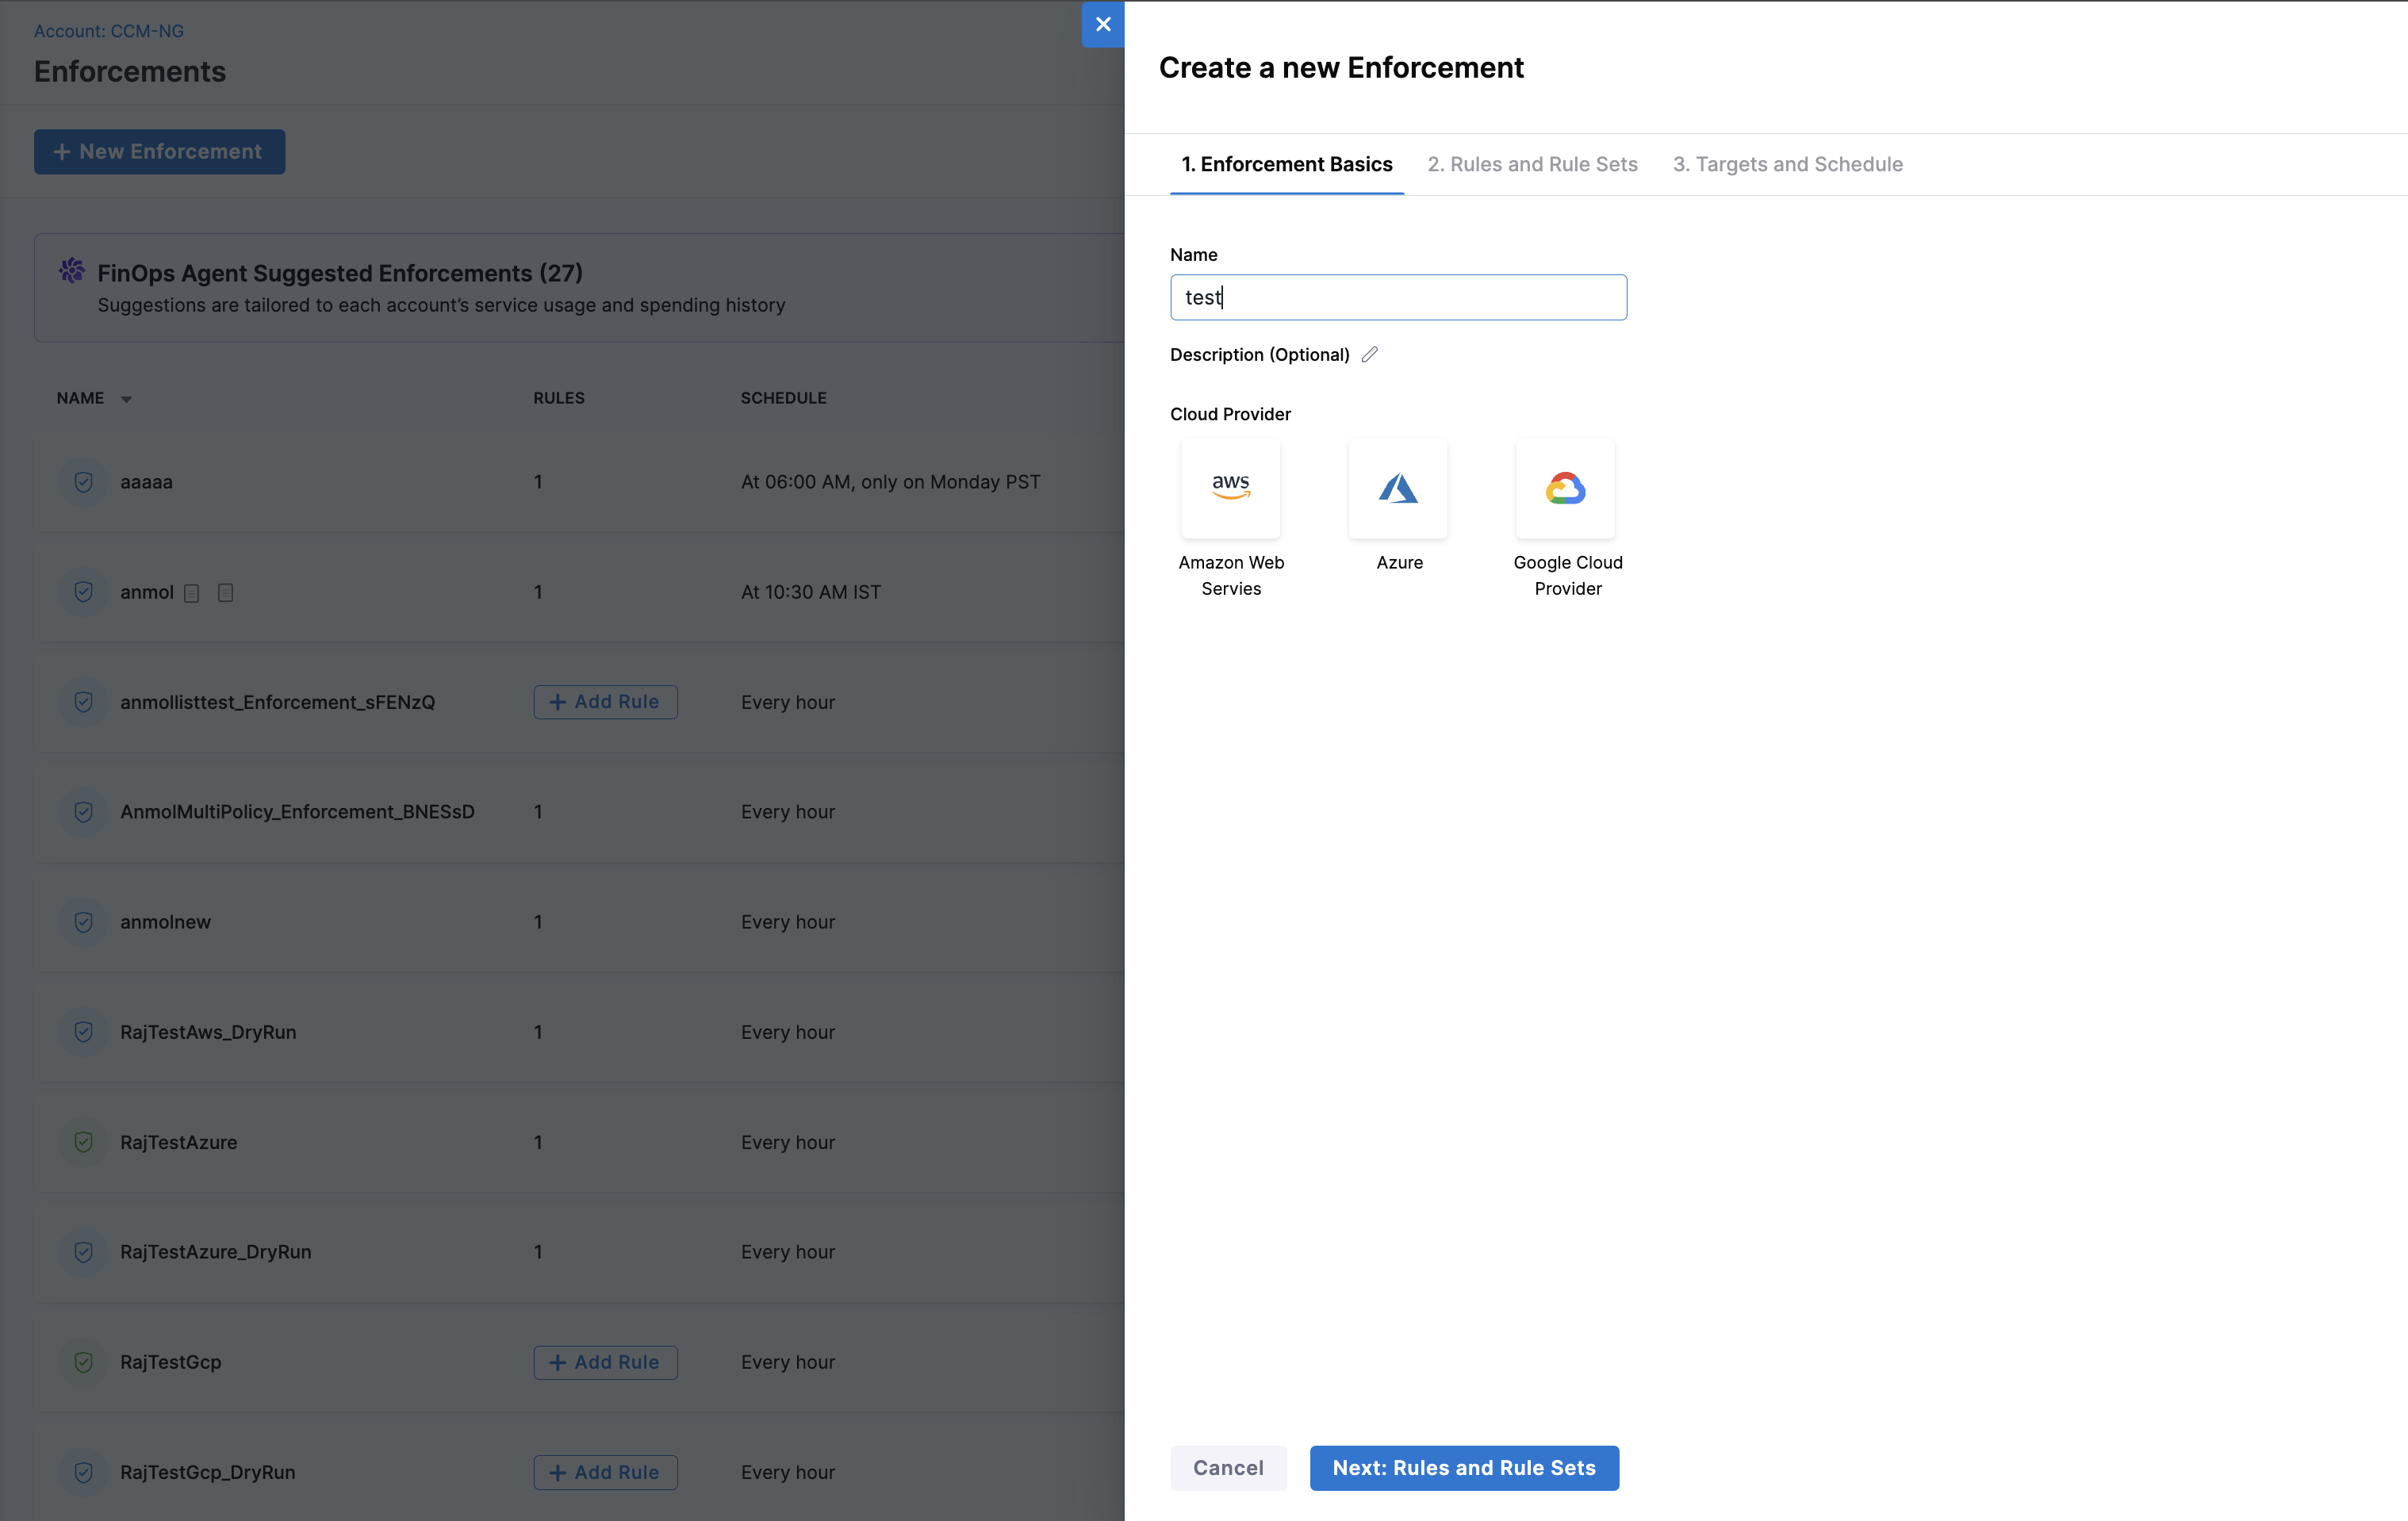 Account: CCM-NG
Enforcements
+ New Enforcement
FinOps Agent Suggested Enforcements (27)
Suggestions are tailored to each account's service usage and spending history
NAME RULES SCHEDULE
aaaaa 1 At 06:00 AM, only on Monday PST
anmol 1 At 10:30 AM IST
anmollisttest_Enforcement_sFENzQ + Add Rule Every hour
AnmolMultiPolicy_Enforcement_BNESsD 1 Every hour
anmolnew 1 Every hour
RajTestAws_DryRun 1 Every hour
RajTestAzure 1 Every hour
RajTestAzure_DryRun 1 Every hour
RajTestGcp + Add Rule Every hour
RajTestGcp_DryRun + Add Rule Every hour
Create a new Enforcement
1. Enforcement Basics 2. Rules and Rule Sets 3. Targets and Schedule
Name
test
Description (Optional)
Cloud Provider
aws
Amazon Web Servies
Azure
Google Cloud Provider
Cancel Next: Rules and Rule Sets